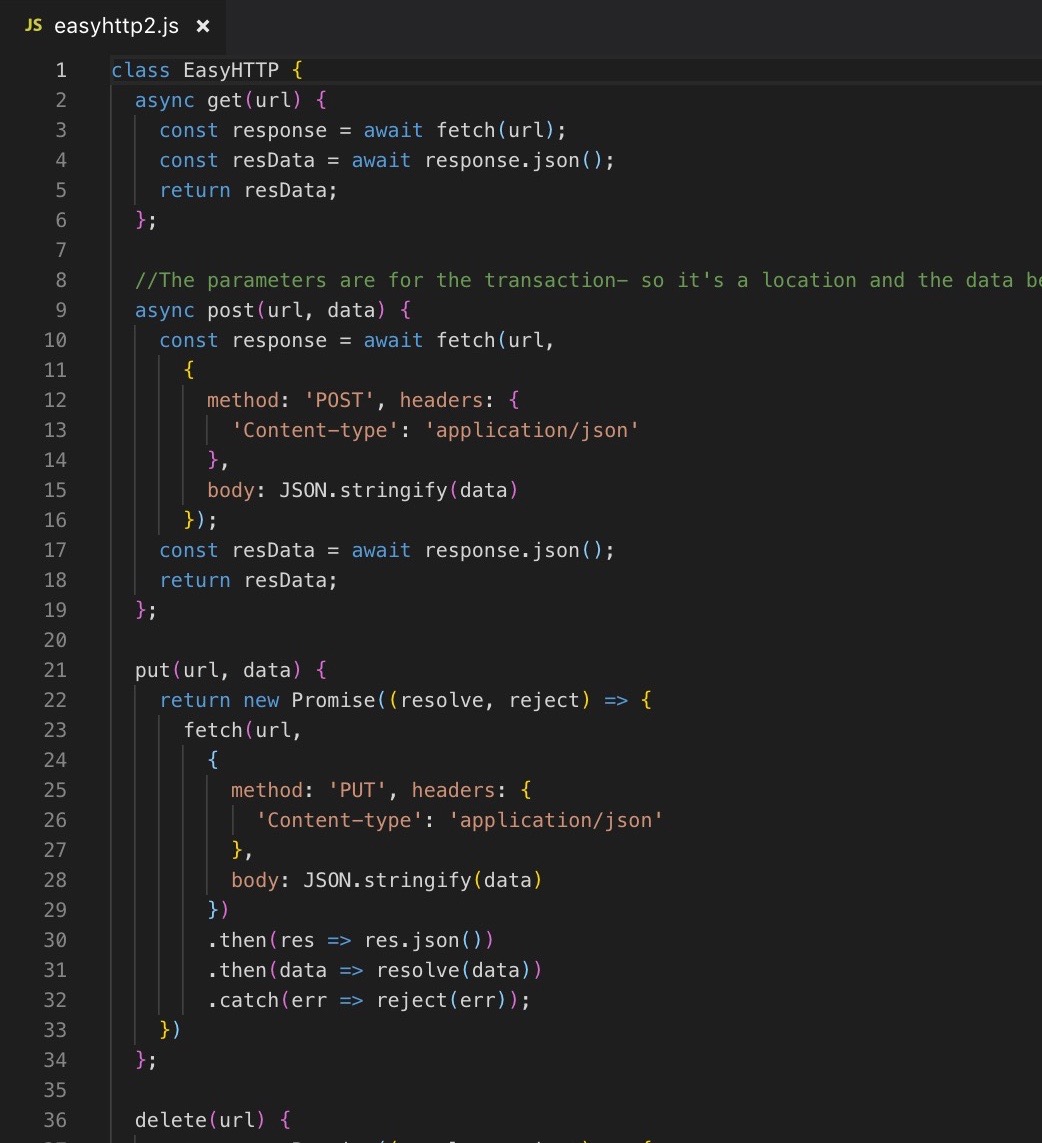 JS easyhttp2.js ×
1 class EasyHTTP {
2   async get(url) {
3     const response = await fetch(url);
4     const resData = await response.json();
5     return resData;
6   };
7
8   //The parameters are for the transaction- so it's a location and the data
9   async post(url, data) {
10     const response = await fetch(url,
11       {
12         method: 'POST', headers: {
13           'Content-type': 'application/json'
14         },
15         body: JSON.stringify(data)
16       });
17     const resData = await response.json();
18     return resData;
19   };
20
21   put(url, data) {
22     return new Promise((resolve, reject) => {
23       fetch(url,
24         {
25           method: 'PUT', headers: {
26             'Content-type': 'application/json'
27           },
28           body: JSON.stringify(data)
29         })
30         .then(res => res.json())
31         .then(data => resolve(data))
32         .catch(err => reject(err));
33     })
34   };
35
36   delete(url) {